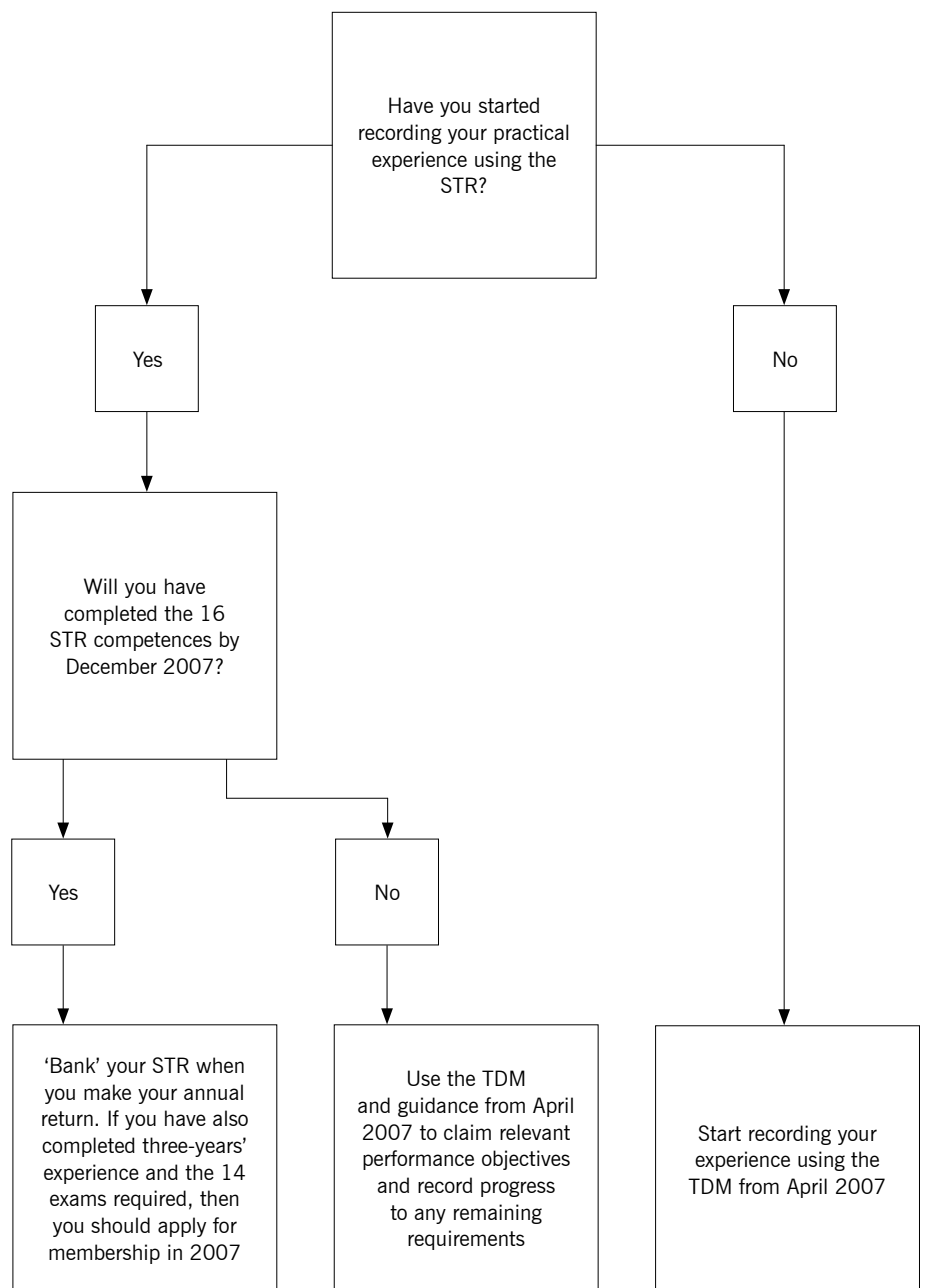 Have you started
recording your practical
experience using the
STR?
Yes
No
Will you have
completed the 16
STR competences by
December 2007?
Yes
No
‘Bank’ your STR when
you make your annual
return. If you have also
completed three-years’
experience and the 14
exams required, then
you should apply for
membership in 2007
Use the TDM
and guidance from April
2007 to claim relevant
performance objectives
and record progress
to any remaining
requirements
Start recording your
experience using the
TDM from April 2007